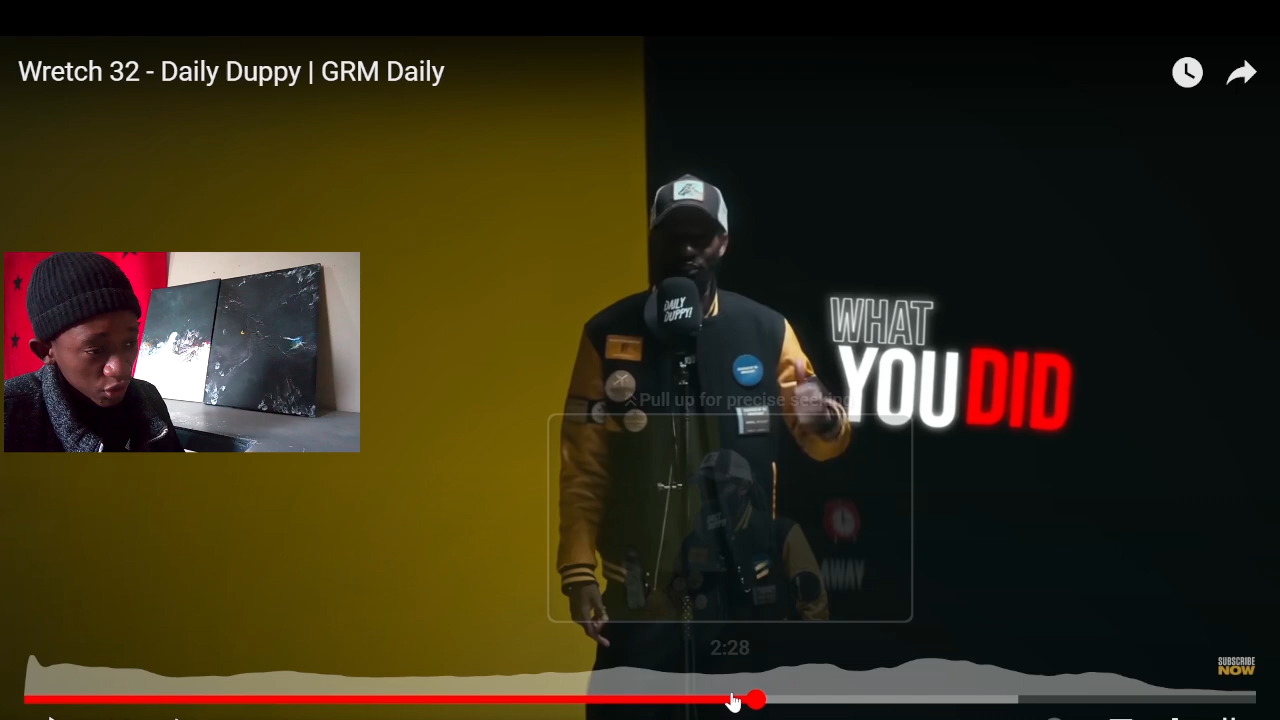 Wretch 32 - Daily Duppy | GRM Daily
WHAT
YOU DID
DAILY
DUPPY!
Pull up for precise seeking
AWAY
2:28
SUBSCRIBE
NOW